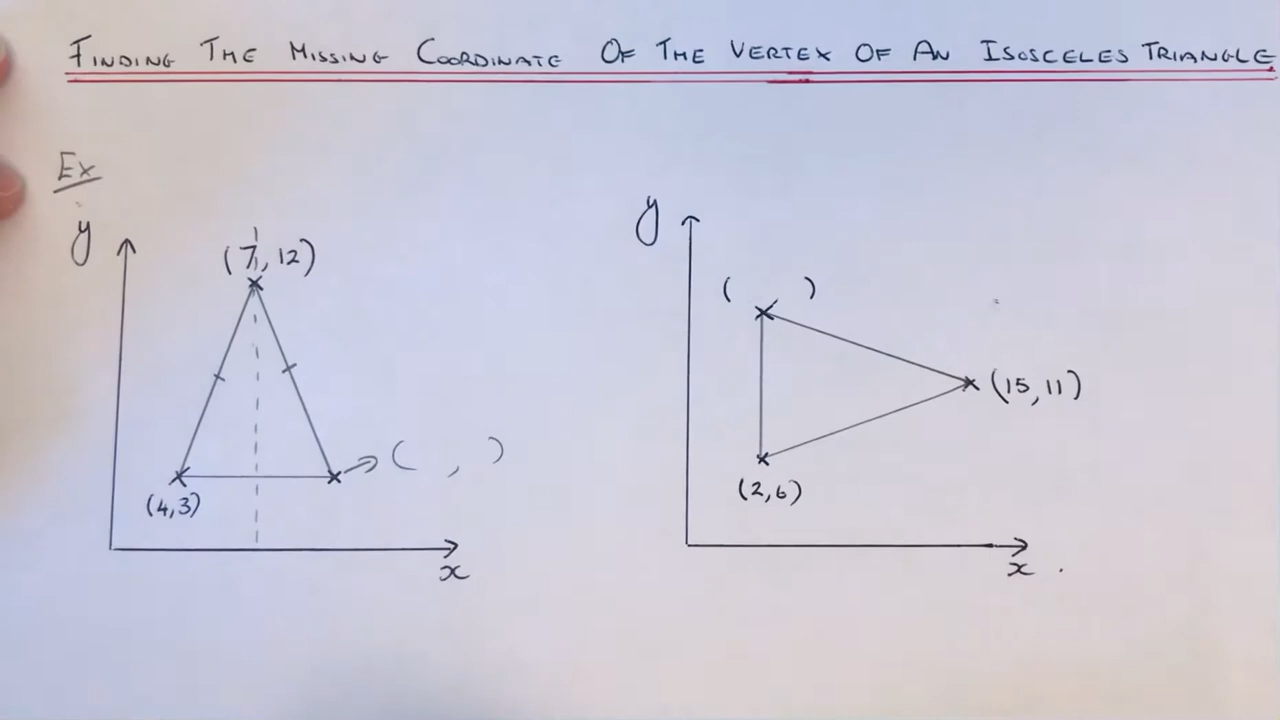 FINDING THE MISSING COORDINATE OF THE VERTEX OF AN ISOSCELES TRIANGLE
Ex
y
(7, 12)
( , )
(4,3)
x
y
( )
(15, 11)
(2,6)
x